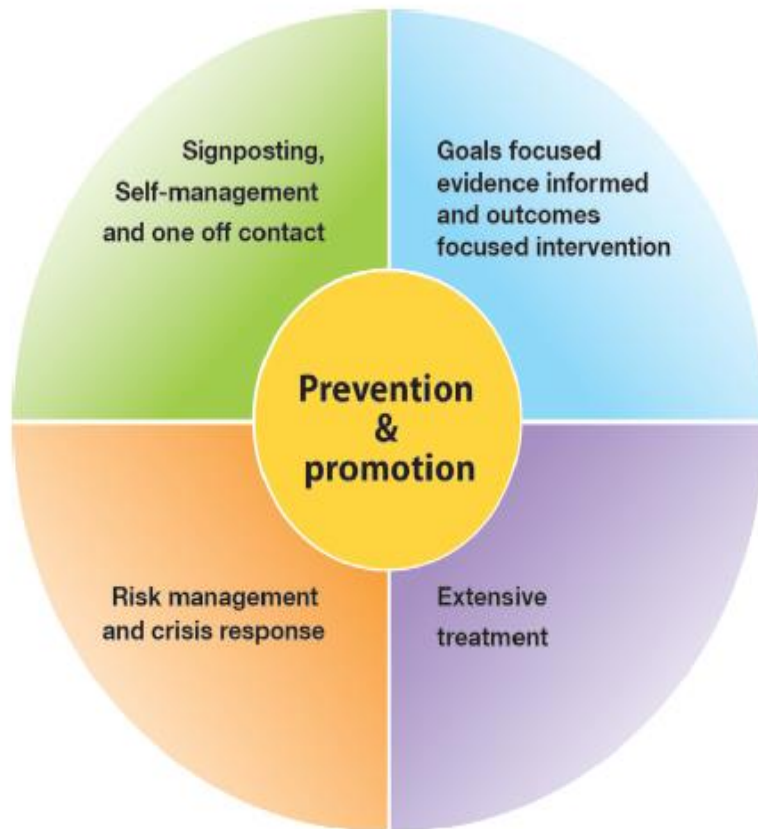 Signposting,
Self-management
and one off contact
Goals focused
evidence informed
and outcomes
focused intervention
Prevention
&
promotion
Risk management
and crisis response
Extensive
treatment